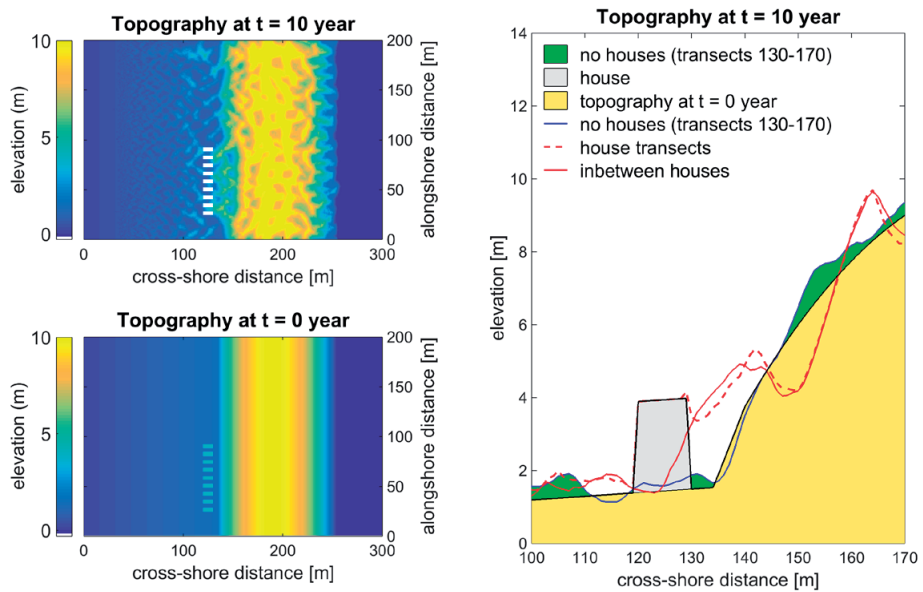 Topography at t = 10 year
10
0
elevation (m)
200
150
100
50
0
alongshore distance [m]
0
100
200
300
cross-shore distance [m]
Topography at t = 0 year
10
0
elevation (m)
200
150
100
50
0
alongshore distance [m]
0
100
200
300
cross-shore distance [m]
Topography at t = 10 year
14
12
10
8
6
4
2
0
elevation [m]
no houses (transects 130-170)
house
topography at t = 0 year
no houses (transects 130-170)
house transects
inbetween houses
100
110
120
130
140
150
160
170
cross-shore distance [m]